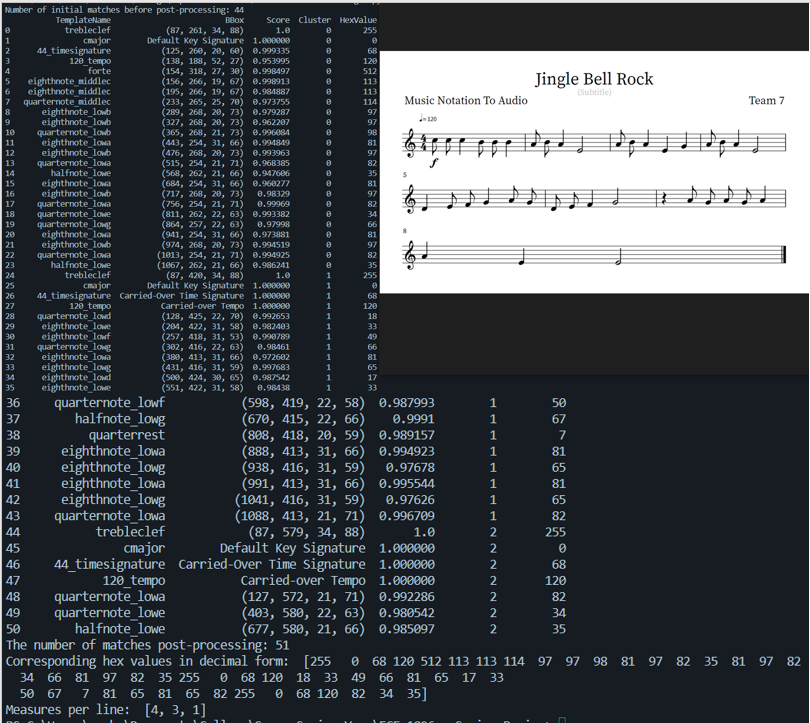 Number of initial matches before post-processing: 44
TemplateName BBox Score Cluster HexValue
0 trebleclef (87, 261, 34, 88) 1.0 0 255
1 cmajor Default Key Signature 1.000000 0 0
2 44_timesignature (125, 260, 20, 60) 0.999335 0 68
3 120_tempo (138, 188, 52, 27) 0.953995 0 120
4 forte (154, 318, 27, 30) 0.998497 0 512
5 eighthnote_middlec (156, 266, 19, 67) 0.998913 0 113
6 eighthnote_middlec (195, 266, 19, 67) 0.984887 0 113
7 quarternote_middlec (233, 265, 25, 70) 0.973755 0 114
8 eighthnote_lowb (289, 268, 20, 73) 0.979287 0 97
9 eighthnote_lowb (327, 268, 20, 73) 0.962207 0 97
10 quarternote_lowb (365, 268, 21, 73) 0.996084 0 98
11 eighthnote_lowa (443, 254, 31, 66) 0.994849 0 81
12 eighthnote_lowb (476, 268, 20, 73) 0.993963 0 97
13 quarternote_lowa (515, 254, 21, 71) 0.968385 0 82
14 halfnote_lowe (568, 262, 21, 66) 0.947606 0 35
15 eighthnote_lowa (684, 254, 31, 66) 0.960277 0 81
16 eighthnote_lowb (717, 268, 20, 73) 0.98329 0 97
17 quarternote_lowa (756, 254, 21, 71) 0.99969 0 82
18 quarternote_lowe (811, 262, 22, 63) 0.993382 0 34
19 quarternote_lowg (864, 257, 22, 63) 0.97998 0 66
20 eighthnote_lowa (941, 254, 31, 66) 0.973881 0 81
21 eighthnote_lowb (974, 268, 20, 73) 0.994519 0 97
22 quarternote_lowa (1013, 254, 21, 71) 0.994925 0 82
23 halfnote_lowe (1067, 262, 21, 66) 0.986241 0 35
24 trebleclef (87, 420, 34, 88) 1.0 1 255
25 cmajor Default Key Signature 1.000000 1 0
26 44_timesignature Carried-Over Time Signature 1.000000 1 68
27 120_tempo Carried-over Tempo 1.000000 1 120
28 quarternote_lowd (128, 425, 22, 70) 0.992653 1 18
29 eighthnote_lowe (204, 422, 31, 58) 0.982403 1 33
30 eighthnote_lowf (257, 418, 31, 53) 0.990789 1 49
31 quarternote_lowg (302, 416, 22, 63) 0.98461 1 66
32 eighthnote_lowa (380, 413, 31, 66) 0.972602 1 81
33 eighthnote_lowg (431, 416, 31, 59) 0.997683 1 65
34 eighthnote_lowd (500, 424, 30, 65) 0.987542 1 17
35 eighthnote_lowe (551, 422, 31, 58) 0.98438 1 33
36 quarternote_lowf (598, 419, 22, 58) 0.987993 1 50
37 halfnote_lowg (670, 415, 22, 66) 0.9991 1 67
38 quarterrest (808, 418, 20, 59) 0.989157 1 7
39 eighthnote_lowa (888, 413, 31, 66) 0.994923 1 81
40 eighthnote_lowg (938, 416, 31, 59) 0.97678 1 65
41 eighthnote_lowa (991, 413, 31, 66) 0.995544 1 81
42 eighthnote_lowg (1041, 416, 31, 59) 0.97626 1 65
43 quarternote_lowa (1088, 413, 21, 71) 0.996709 1 82
44 trebleclef (87, 579, 34, 88) 1.0 2 255
45 cmajor Default Key Signature 1.000000 2 0
46 44_timesignature Carried-Over Time Signature 1.000000 2 68
47 120_tempo Carried-over Tempo 1.000000 2 120
48 quarternote_lowa (127, 572, 21, 71) 0.992286 2 82
49 quarternote_lowe (403, 580, 22, 63) 0.980542 2 34
50 halfnote_lowe (677, 580, 21, 66) 0.985097 2 35
The number of matches post-processing: 51
Corresponding hex values in decimal form: [255 0 68 120 512 113 113 114 97 97 98 81 97 82 35 81 97 82
34 66 81 97 82 35 255 0 68 120 18 33 49 66 81 65 17 33
50 67 7 81 65 81 65 82 255 0 68 120 82 34 35]
Measures per line: [4, 3, 1]
Jingle Bell Rock
(Subtitle)
Music Notation To Audio Team 7
♩= 120
4
4
f
5
8